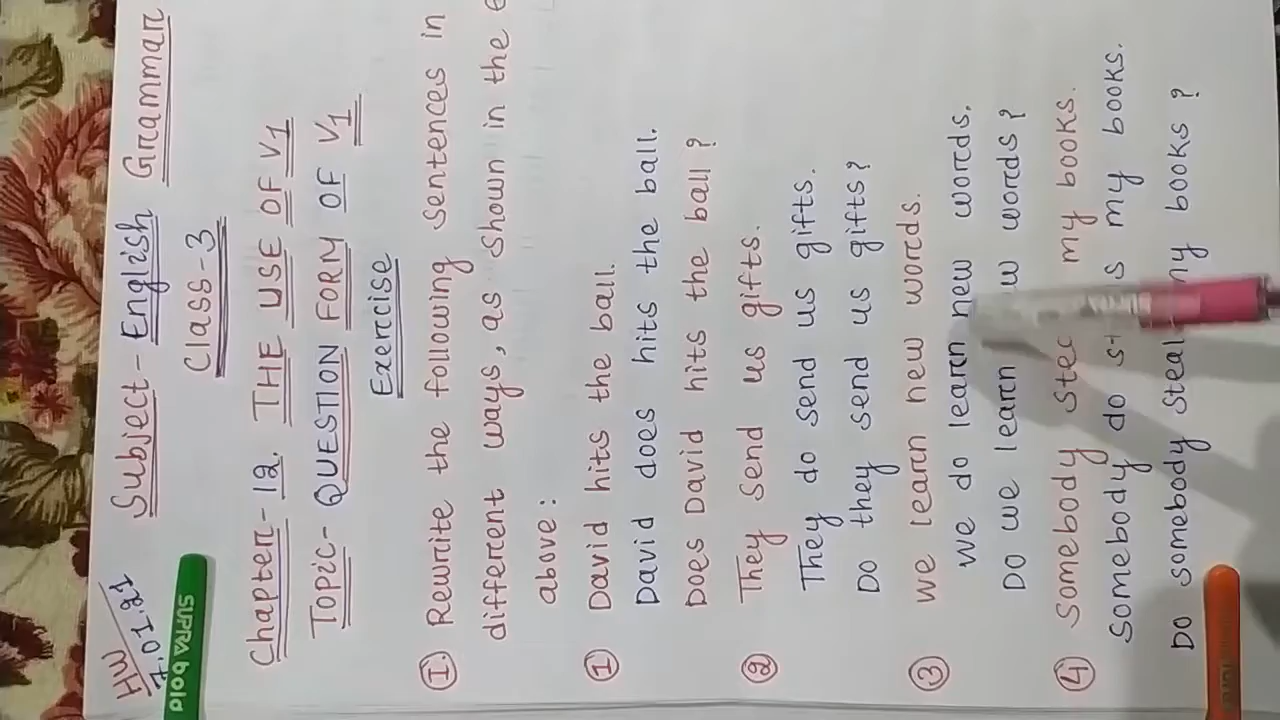 HW
7.01.21
SUPRA bold
Subject - English Grammar
Class-3
Chapter-12. THE USE OF V1
Topic- QUESTION FORM OF V1
Exercise
I Rewrite the following sentences in
different ways, as shown in the
above:
1 David hits the ball.
David does hits the ball.
Does David hits the ball?
2 They send us gifts.
They do send us gifts.
Do they send us gifts?
3 We learn new words.
We do learn new words.
Do we learn words?
4 Somebody my books.
Somebody do my books.
Do somebody steal books?